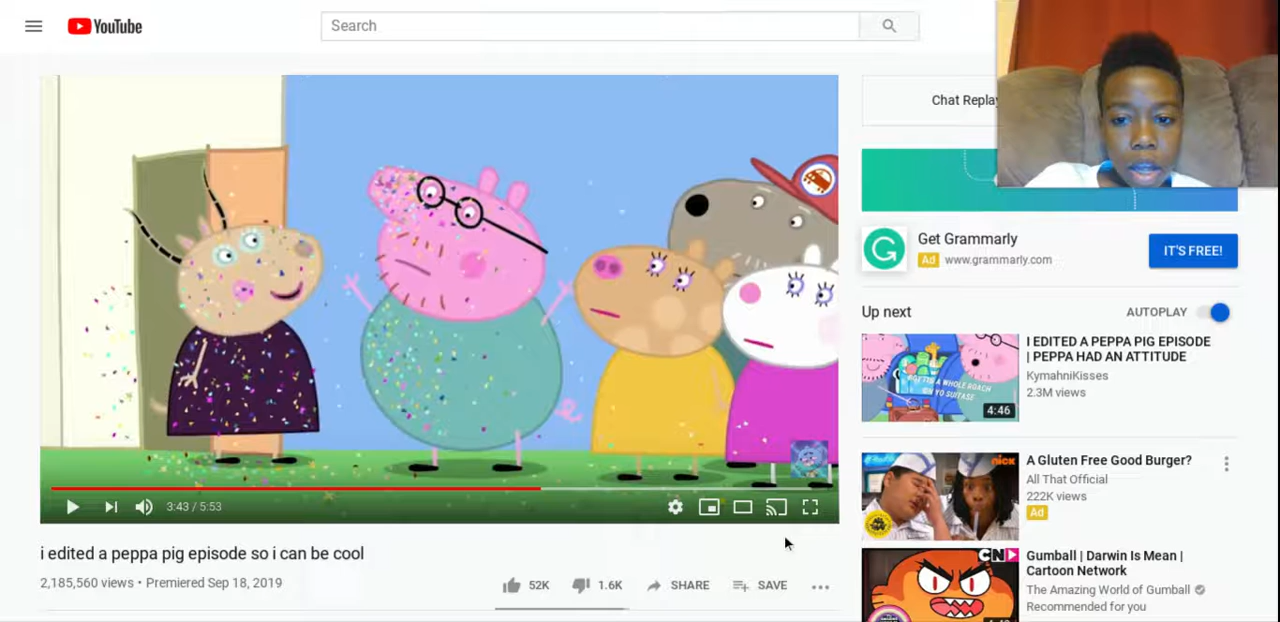 YouTube
Search
Chat Replay
Get Grammarly
Ad www.grammarly.com
IT'S FREE!
Up next
AUTOPLAY
I EDITED A PEPPA PIG EPISODE
| PEPPA HAD AN ATTITUDE
KymahniKisses
2.3M views
4:46
A Gluten Free Good Burger?
All That Official
222K views
Ad
nick
Gumball | Darwin Is Mean |
Cartoon Network
The Amazing World of Gumball
Recommended for you
CN
3:43 / 5:53
i edited a peppa pig episode so i can be cool
2,185,560 views • Premiered Sep 18, 2019
52K
1.6K
SHARE
SAVE